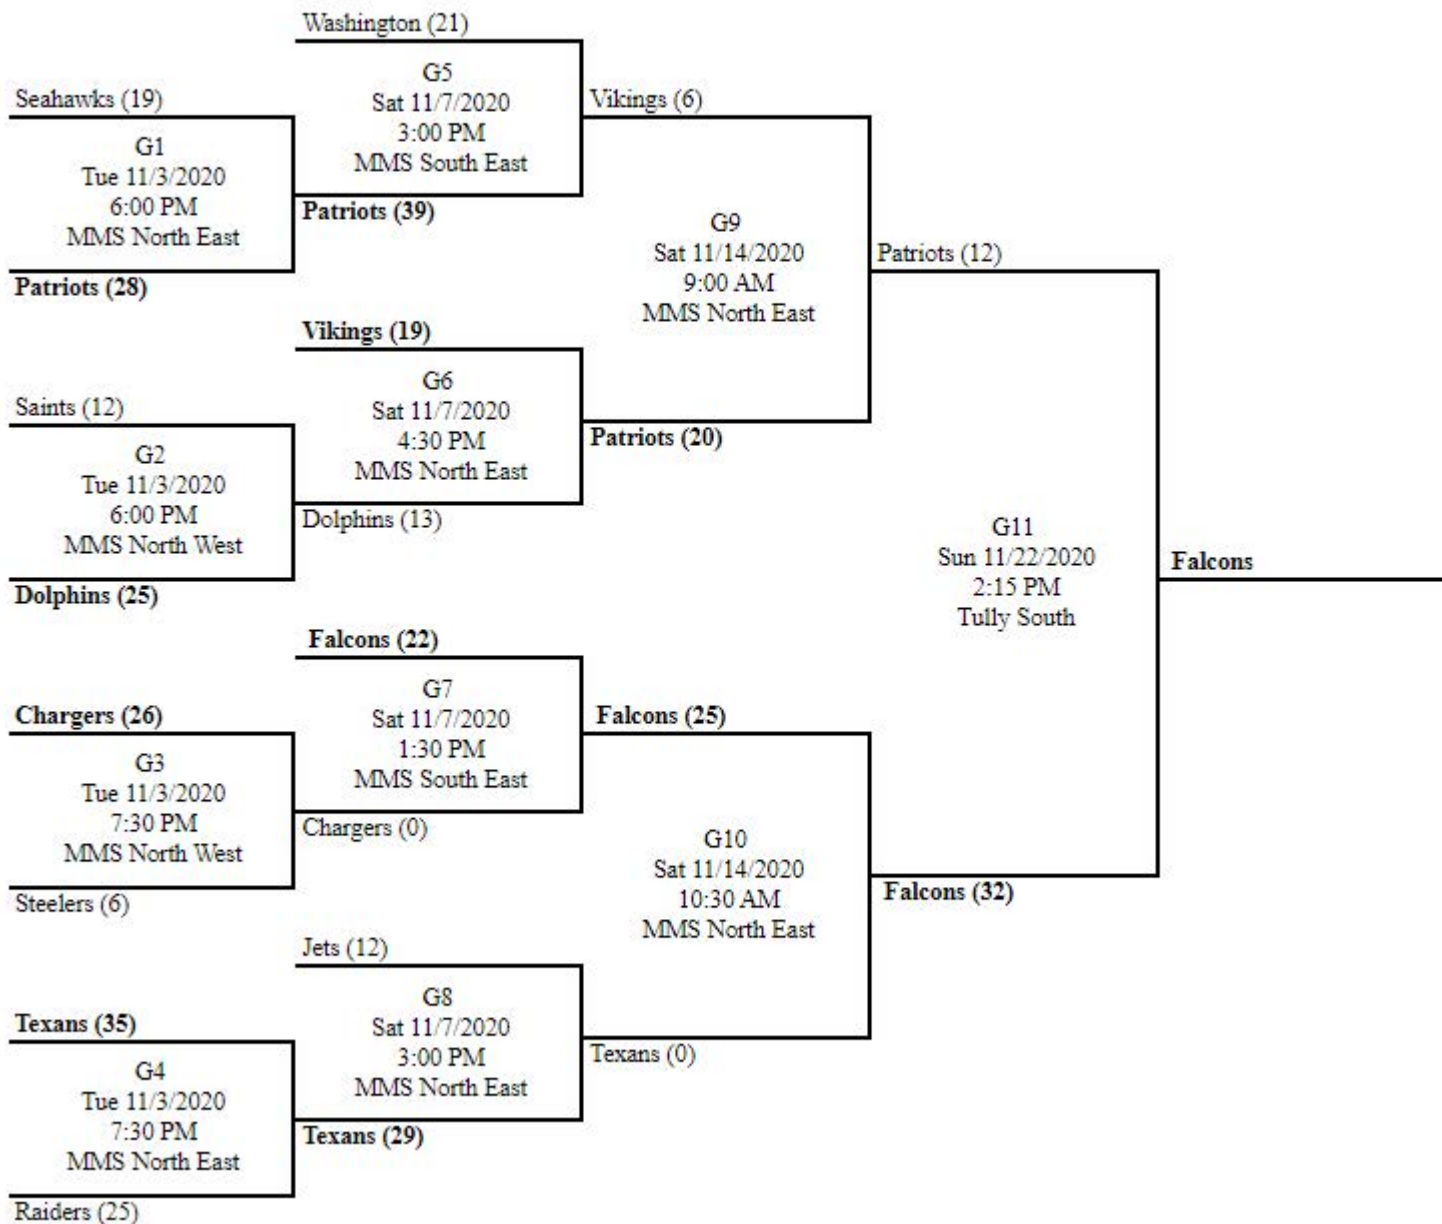 Washington (21)
G5
Sat 11/7/2020
3:00 PM
MMS South East
Patriots (39)
Seahawks (19)
G1
Tue 11/3/2020
6:00 PM
MMS North East
Patriots (28)
Vikings (6)
G9
Sat 11/14/2020
9:00 AM
MMS North East
Patriots (20)
Vikings (19)
G6
Sat 11/7/2020
4:30 PM
MMS North East
Dolphins (13)
Saints (12)
G2
Tue 11/3/2020
6:00 PM
MMS North West
Dolphins (25)
Patriots (12)
G11
Sun 11/22/2020
2:15 PM
Tully South
Falcons (32)
Falcons
Falcons (22)
G7
Sat 11/7/2020
1:30 PM
MMS South East
Chargers (0)
Chargers (26)
G3
Tue 11/3/2020
7:30 PM
MMS North West
Steelers (6)
Falcons (25)
G10
Sat 11/14/2020
10:30 AM
MMS North East
Texans (0)
Jets (12)
G8
Sat 11/7/2020
3:00 PM
MMS North East
Texans (29)
Texans (35)
G4
Tue 11/3/2020
7:30 PM
MMS North East
Raiders (25)